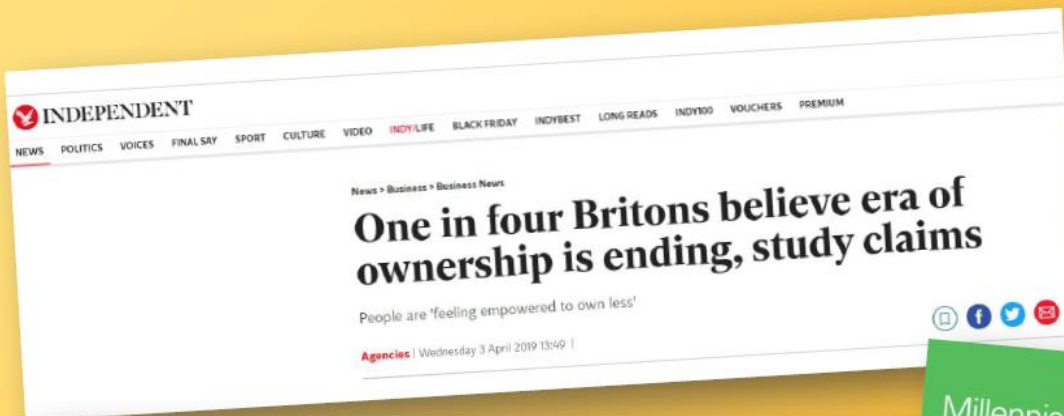 INDEPENDENT
NEWS POLITICS VOICES FINAL SAY SPORT CULTURE VIDEO INDY/LIFE BLACK FRIDAY INDYBEST LONG READS INDY100 VOUCHERS PREMIUM
News > Business > Business News
One in four Britons believe era of
ownership is ending, study claims
People are 'feeling empowered to own less'
Agencies | Wednesday 3 April 2019 13:49 |